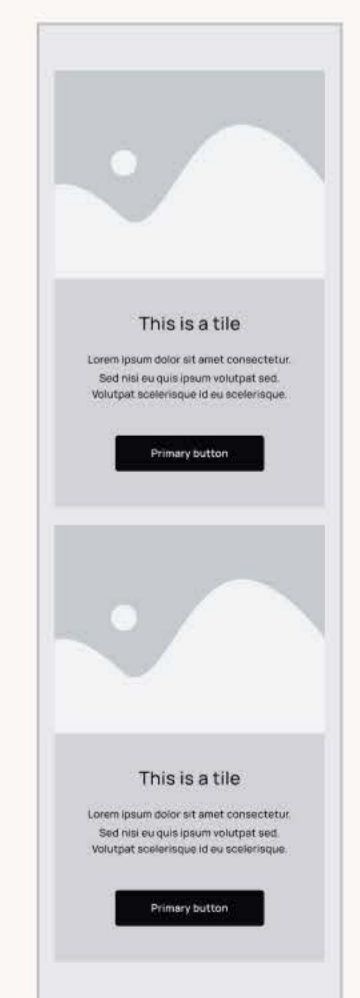 This is a tile
Lorem ipsum dolor sit amet consectetur.
Sed nisi eu quis ipsum volutpat sed.
Volutpat scelerisque id eu scelerisque.
Primary button
This is a tile
Lorem ipsum dolor sit amet consectetur.
Sed nisi eu quis ipsum volutpat sed.
Volutpat scelerisque id eu scelerisque.
Primary button